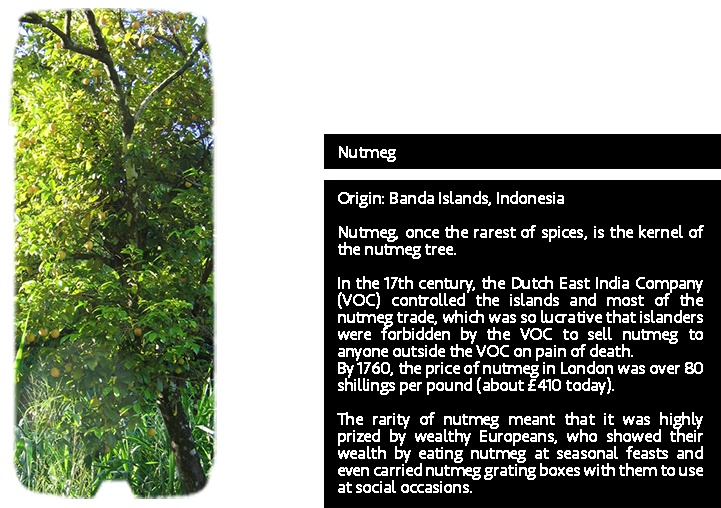 Nutmeg
Origin: Banda Islands, Indonesia
Nutmeg, once the rarest of spices, is the kernel of
the nutmeg tree.
In the 17th century, the Dutch East India Company
(VOC) controlled the islands and most of the
nutmeg trade, which was so lucrative that islanders
were forbidden by the VOC to sell nutmeg to
anyone outside the VOC on pain of death.
By 1760, the price of nutmeg in London was over 80
shillings per pound (about £410 today).
The rarity of nutmeg meant that it was highly
prized by wealthy Europeans, who showed their
wealth by eating nutmeg at seasonal feasts and
even carried nutmeg grating boxes with them to use
at social occasions.